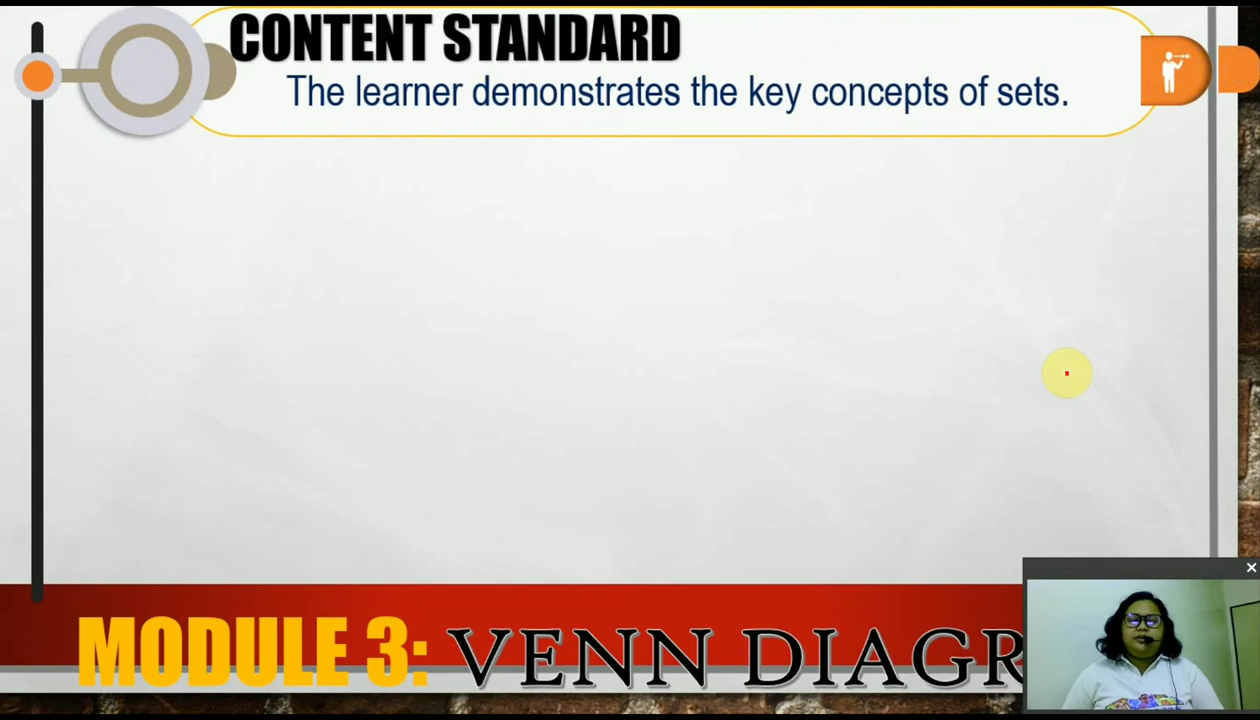 CONTENT STANDARD
The learner demonstrates the key concepts of sets.
MODULE 3: VENN DIAGR